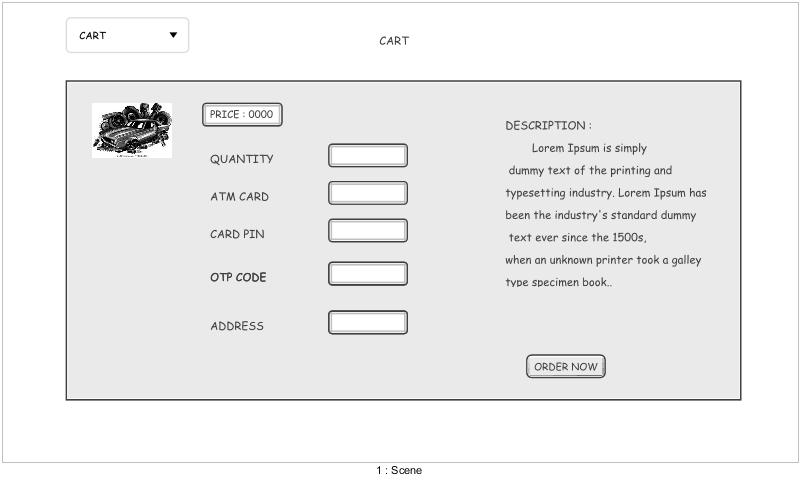 CART
CART
PRICE : 0000
QUANTITY
ATM CARD
CARD PIN
OTP CODE
ADDRESS
DESCRIPTION :
Lorem Ipsum is simply
dummy text of the printing and
typesetting industry. Lorem Ipsum has
been the industry's standard dummy
text ever since the 1500s,
when an unknown printer took a galley
type specimen book..
ORDER NOW
1 : Scene